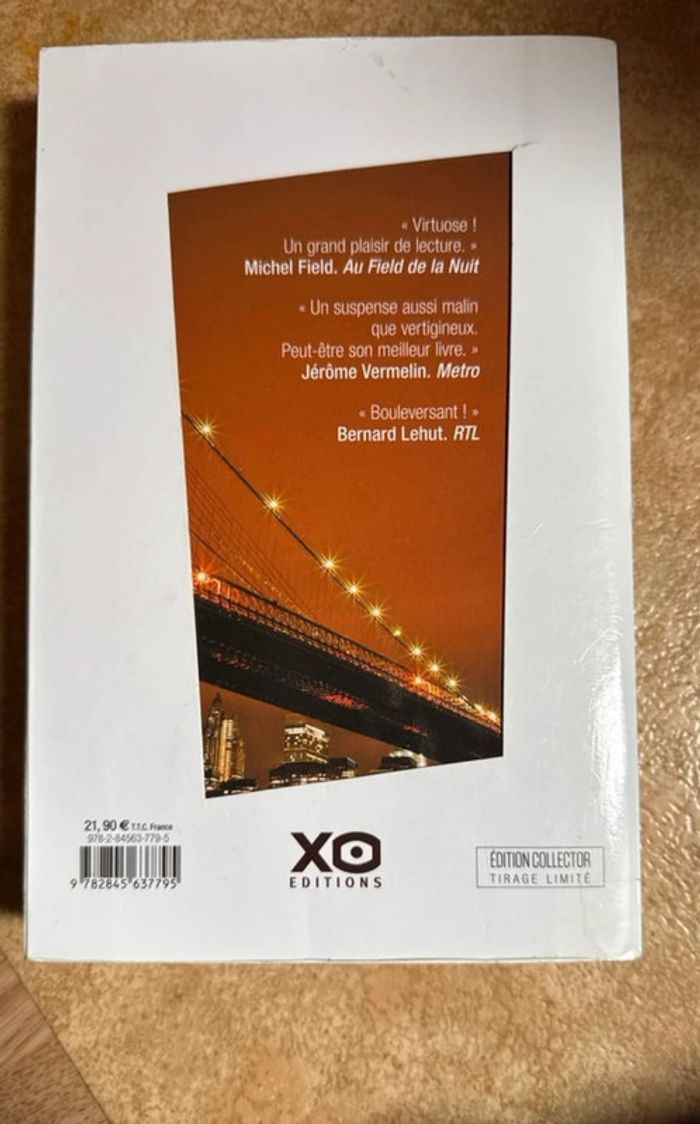 « Virtuose !
Un grand plaisir de lecture. »
Michel Field. Au Field de la Nuit
« Un suspense aussi malin
que vertigineux.
Peut-être son meilleur livre. »
Jérôme Vermelin. Metro
« Bouleversant ! »
Bernard Lehut. RTL
21,90 € T.T.C. France
978-2-84563-779-5
9 782845 637795
XO
EDITIONS
ÉDITION COLLECTOR
TIRAGE LIMITÉ